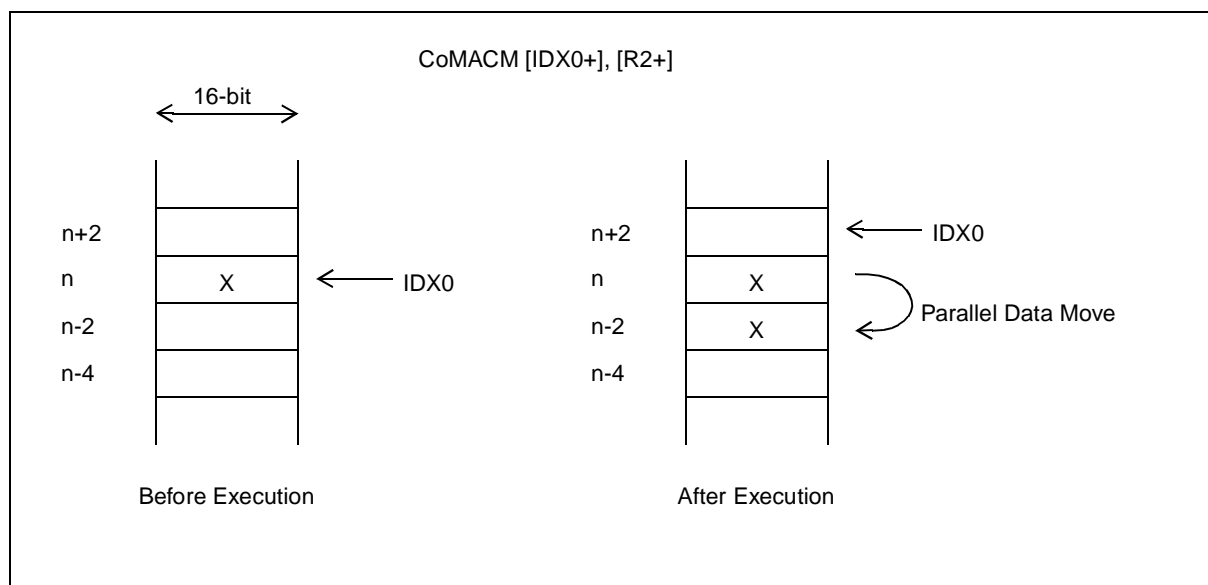 CoMACM [IDX0+], [R2+]
16-bit
n+2
IDX0
n
X
n-2
n-4
Before Execution
n+2
IDX0
n
X
n-2
X
Parallel Data Move
n-4
After Execution